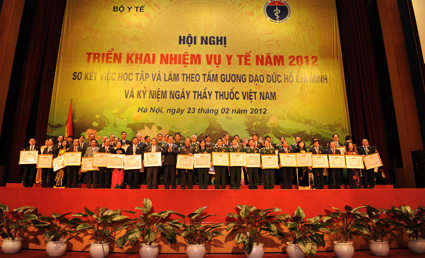 BỘ Y TẾ
HỘI NGHỊ
TRIỂN KHAI NHIỆM VỤ Y TẾ NĂM 2012
SƠ KẾT VIỆC HỌC TẬP VÀ LÀM THEO TẤM GƯƠNG ĐẠO ĐỨC HỒ CHÍ MINH
VÀ KỶ NIỆM NGÀY THẦY THUỐC VIỆT NAM
Hà Nội, ngày 23 tháng 02 năm 2012